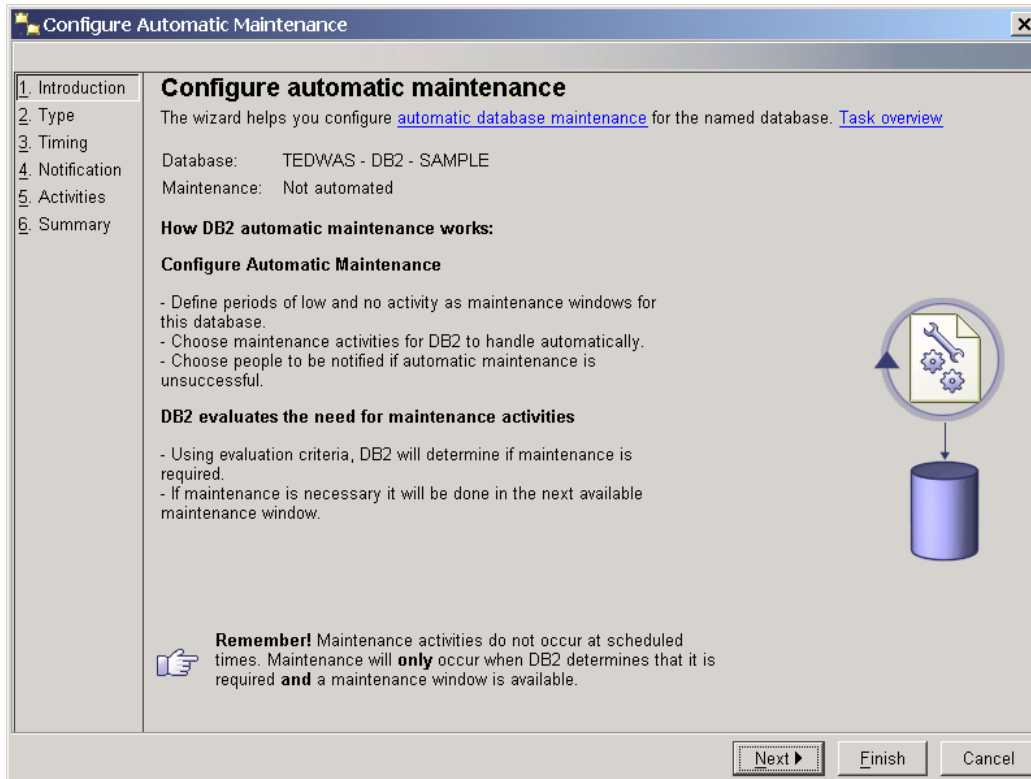 Configure Automatic Maintenance
1. Introduction
2. Type
3. Timing
4. Notification
5. Activities
6. Summary
Configure automatic maintenance
The wizard helps you configure automatic database maintenance for the named database. Task overview
Database: TEDWAS - DB2 - SAMPLE
Maintenance: Not automated
How DB2 automatic maintenance works:
Configure Automatic Maintenance
- Define periods of low and no activity as maintenance windows for
this database.
- Choose maintenance activities for DB2 to handle automatically.
- Choose people to be notified if automatic maintenance is
unsuccessful.
DB2 evaluates the need for maintenance activities
- Using evaluation criteria, DB2 will determine if maintenance is
required.
- If maintenance is necessary it will be done in the next available
maintenance window.
Remember! Maintenance activities do not occur at scheduled
times. Maintenance will only occur when DB2 determines that it is
required and a maintenance window is available.
Next Finish Cancel